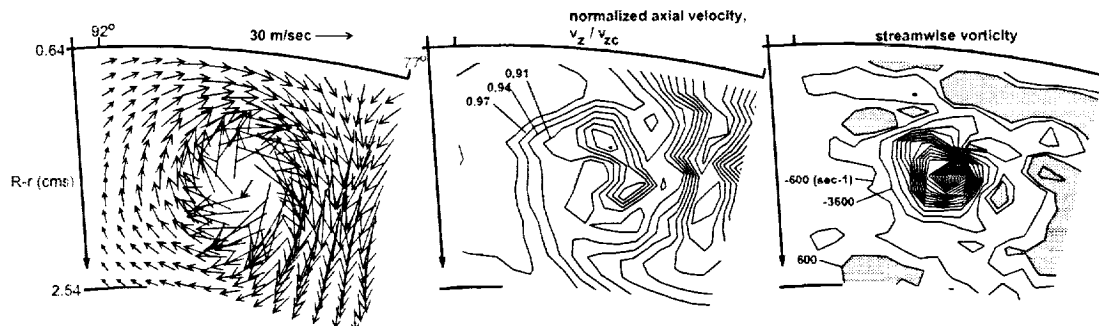 92°
0.64
30 m/sec
77°
R-r (cms)
2.54
normalized axial velocity,
v_z / v_zc
0.91
0.94
0.97
streamwise vorticity
-600 (sec-1)
-3600
600